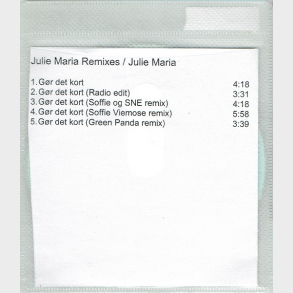 Julie Maria Remixes / Julie Maria
1. Gør det kort 4:18
2. Gør det kort (Radio edit) 3:31
3. Gør det kort (Soffie og SNE remix) 4:18
4. Gør det kort (Soffie Viemose remix) 5:58
5. Gør det kort (Green Panda remix) 3:39